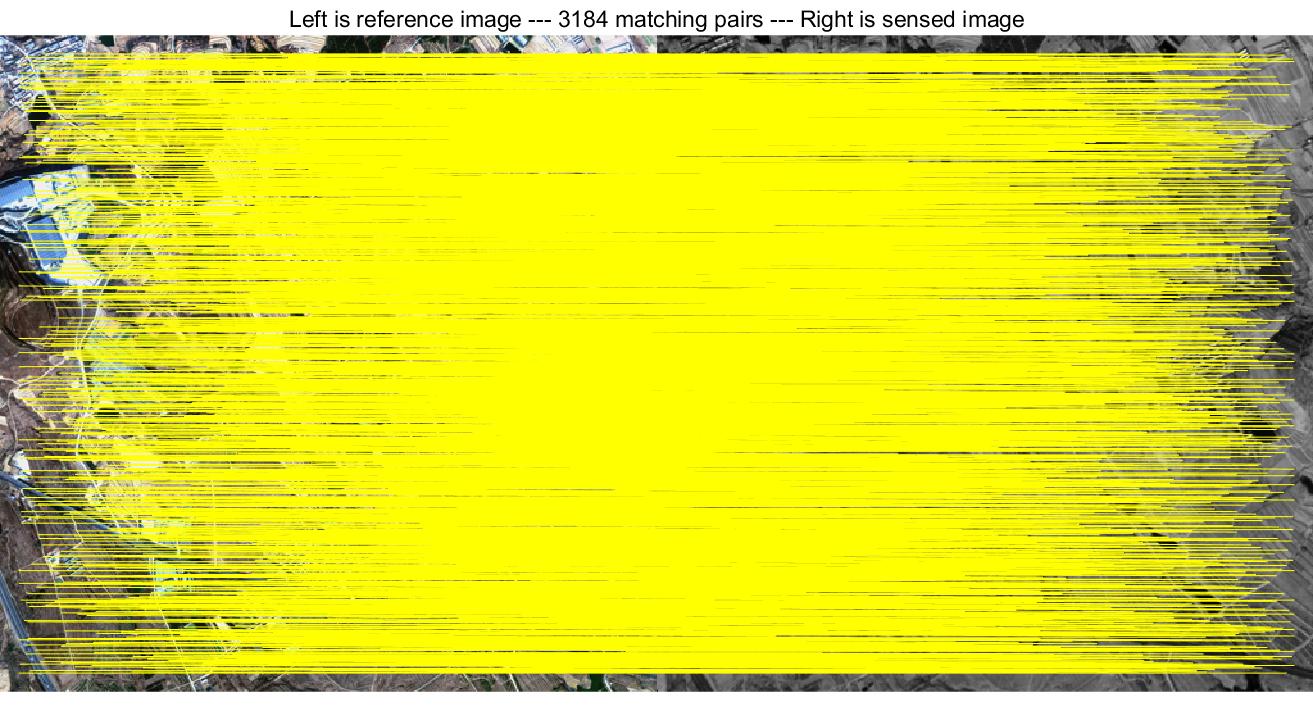 Left is reference image --- 3184 matching pairs --- Right is sensed image